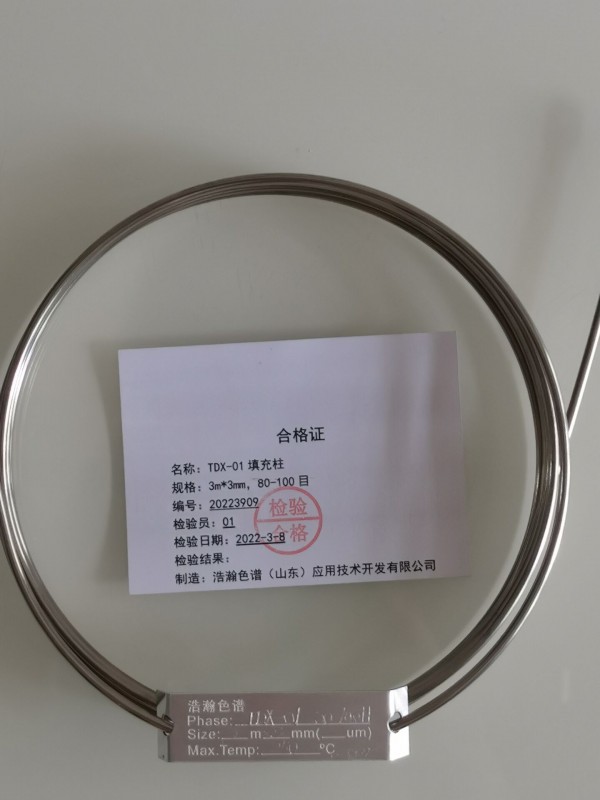 合格证
名称：TDX-01 填充柱
规格：3m*3mm，80-100 目
编号：20223909
检验员：01
检验日期：2022-3-8
检验结果：
检验
合格
制造：浩瀚色谱（山东）应用技术开发有限公司
浩瀚色谱
Phase:
Size: m mm( um)
Max.Temp: ºC